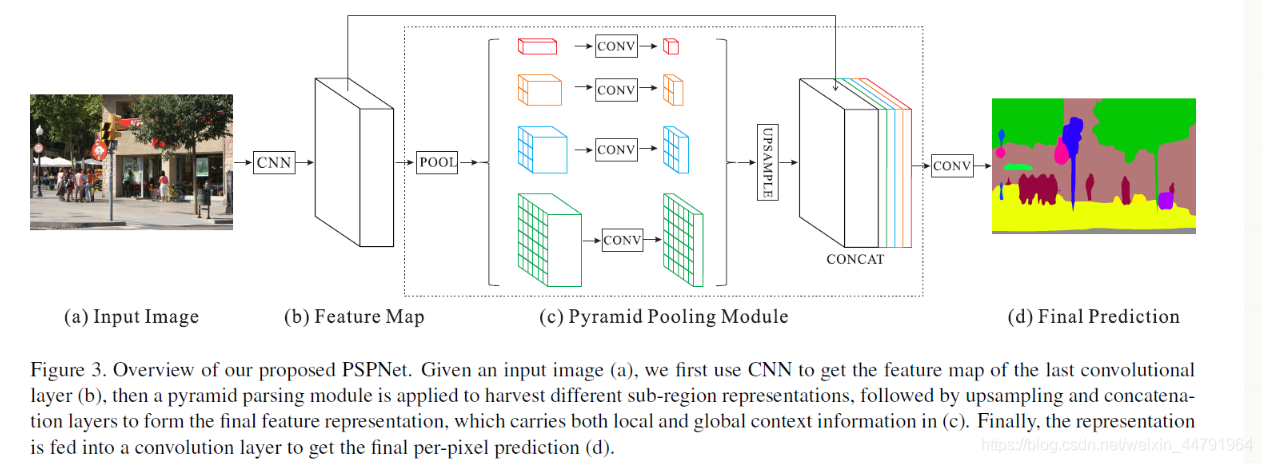 CNN
POOL
CONV
CONV
CONV
CONV
UPSAMPLE
CONCAT
CONV
(a) Input Image
(b) Feature Map
(c) Pyramid Pooling Module
(d) Final Prediction
Figure 3. Overview of our proposed PSPNet. Given an input image (a), we first use CNN to get the feature map of the last convolutional
layer (b), then a pyramid parsing module is applied to harvest different sub-region representations, followed by upsampling and concatena-
tion layers to form the final feature representation, which carries both local and global context information in (c). Finally, the representation
is fed into a convolution layer to get the final per-pixel prediction (d).
https://blog.csdn.net/weixin_44791964